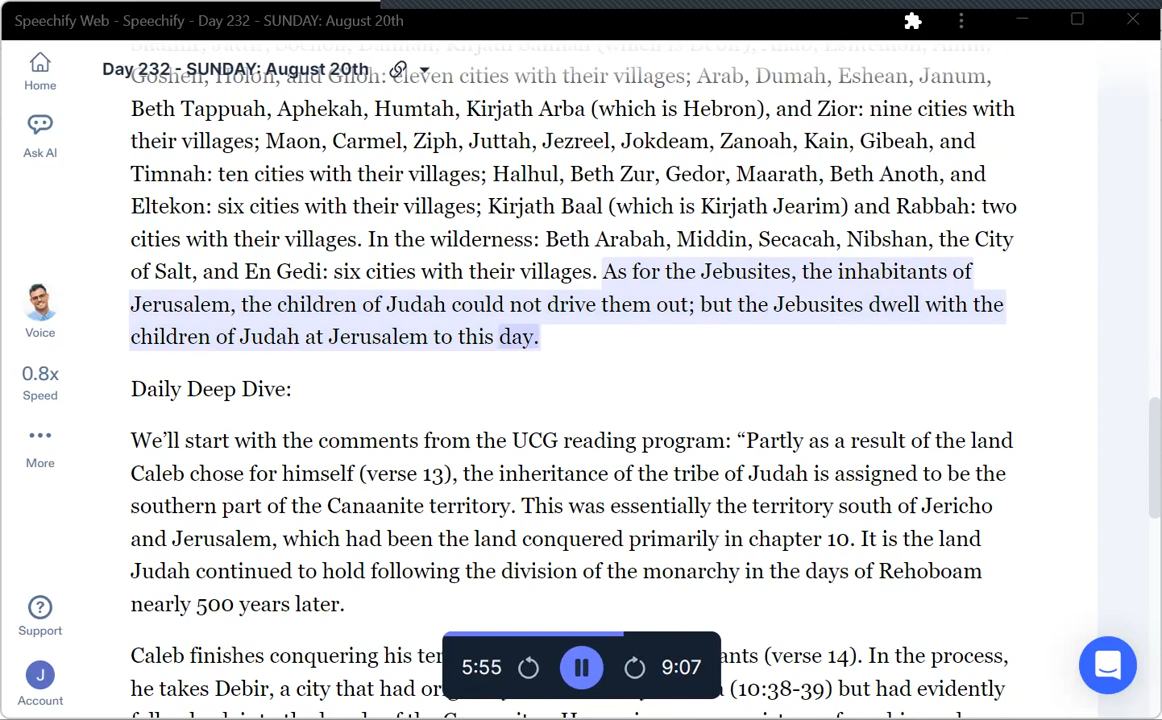 Speechify Web - Speechify - Day 232 - SUNDAY: August 20th
Home
Ask AI
Voice
0.8x
Speed
More
Support
J
Account
Day 232 - SUNDAY: August 20th
Goshen, Holon, and Giloh: eleven cities with their villages; Arab, Dumah, Eshean, Janum,
Beth Tappuah, Aphekah, Humtah, Kirjath Arba (which is Hebron), and Zior: nine cities with
their villages; Maon, Carmel, Ziph, Juttah, Jezreel, Jokdeam, Zanoah, Kain, Gibeah, and
Timnah: ten cities with their villages; Halhul, Beth Zur, Gedor, Maarath, Beth Anoth, and
Eltekon: six cities with their villages; Kirjath Baal (which is Kirjath Jearim) and Rabbah: two
cities with their villages. In the wilderness: Beth Arabah, Middin, Secacah, Nibshan, the City
of Salt, and En Gedi: six cities with their villages. As for the Jebusites, the inhabitants of
Jerusalem, the children of Judah could not drive them out; but the Jebusites dwell with the
children of Judah at Jerusalem to this day.
Daily Deep Dive:
We’ll start with the comments from the UCG reading program: “Partly as a result of the land
Caleb chose for himself (verse 13), the inheritance of the tribe of Judah is assigned to be the
southern part of the Canaanite territory. This was essentially the territory south of Jericho
and Jerusalem, which had been the land conquered primarily in chapter 10. It is the land
Judah continued to hold following the division of the monarchy in the days of Rehoboam
nearly 500 years later.
Caleb finishes conquering his (verse 14). In the process,
he takes Debir, a city that had (10:38-39) but had evidently
5:55
9:07